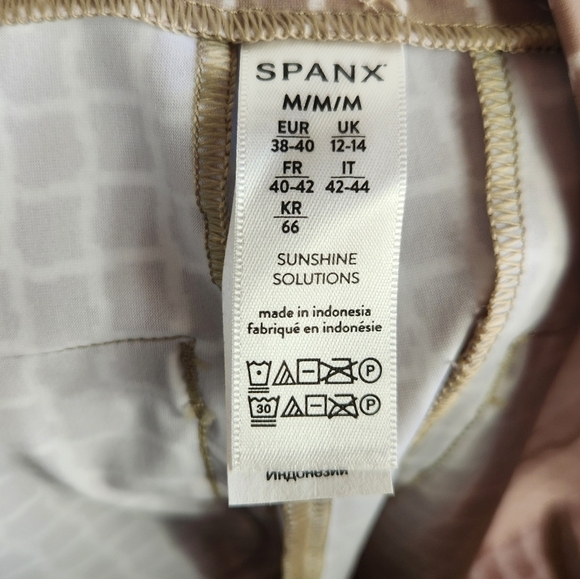 SPANX
M/M/M
EUR UK
38-40 12-14
FR IT
40-42 42-44
KR
66
SUNSHINE
SOLUTIONS
made in indonesia
fabriqué en indonésie
P
30 P
Индонезии